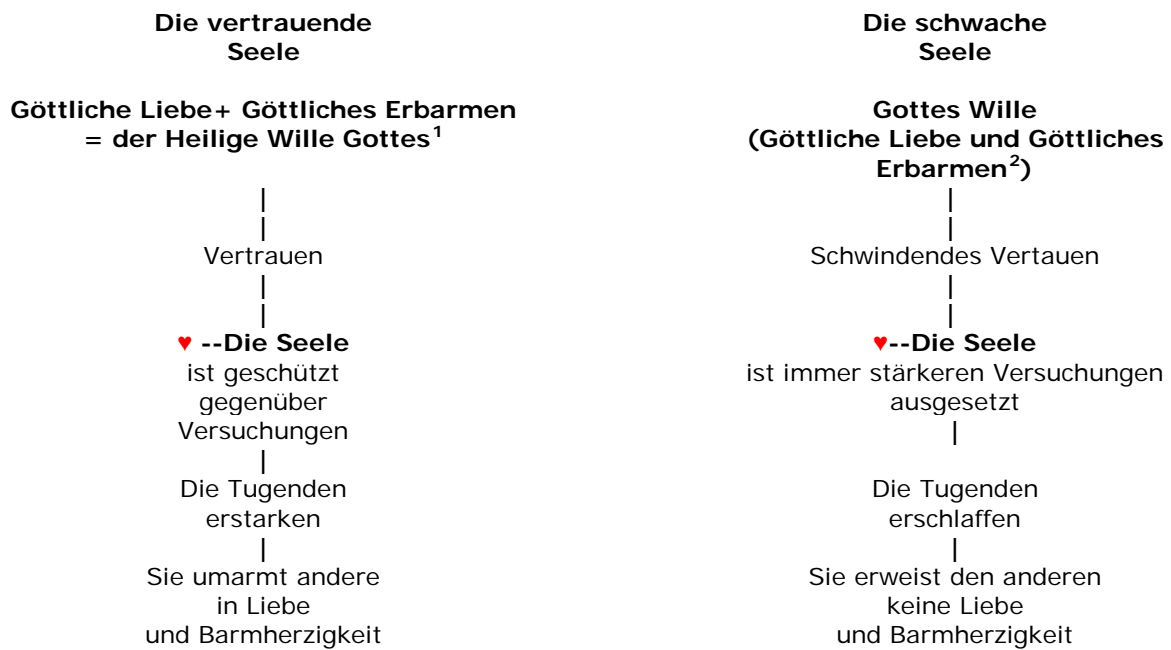 Die vertrauende
Seele
Göttliche Liebe+ Göttliches Erbarmen
= der Heilige Wille Gottes¹
|
|
Vertrauen
|
|
♥ --Die Seele
ist geschützt
gegenüber
Versuchungen
|
Die Tugenden
erstarken
|
Sie umarmt andere
in Liebe
und Barmherzigkeit
Die schwache
Seele
Gottes Wille
(Göttliche Liebe und Göttliches
Erbarmen²)
|
|
Schwindendes Vertauen
|
|
♥--Die Seele
ist immer stärkeren Versuchungen
ausgesetzt
|
Die Tugenden
erschlaffen
|
Sie erweist den anderen
keine Liebe
und Barmherzigkeit